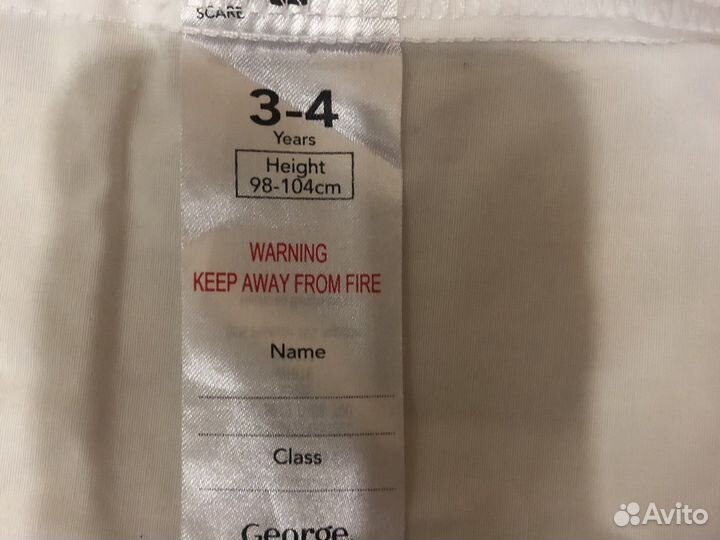 SCARE
3-4
Years
Height
98-104cm
WARNING
KEEP AWAY FROM FIRE
Name
Class
George
Avito